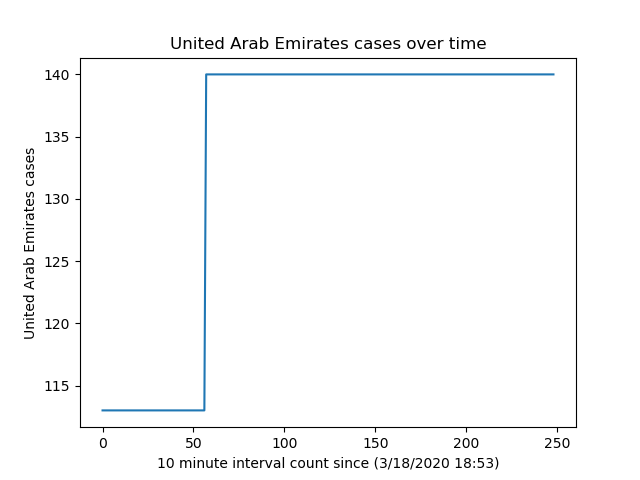 United Arab Emirates cases over time
140
135
130
125
120
115
United Arab Emirates cases
0 50 100 150 200 250
10 minute interval count since (3/18/2020 18:53)